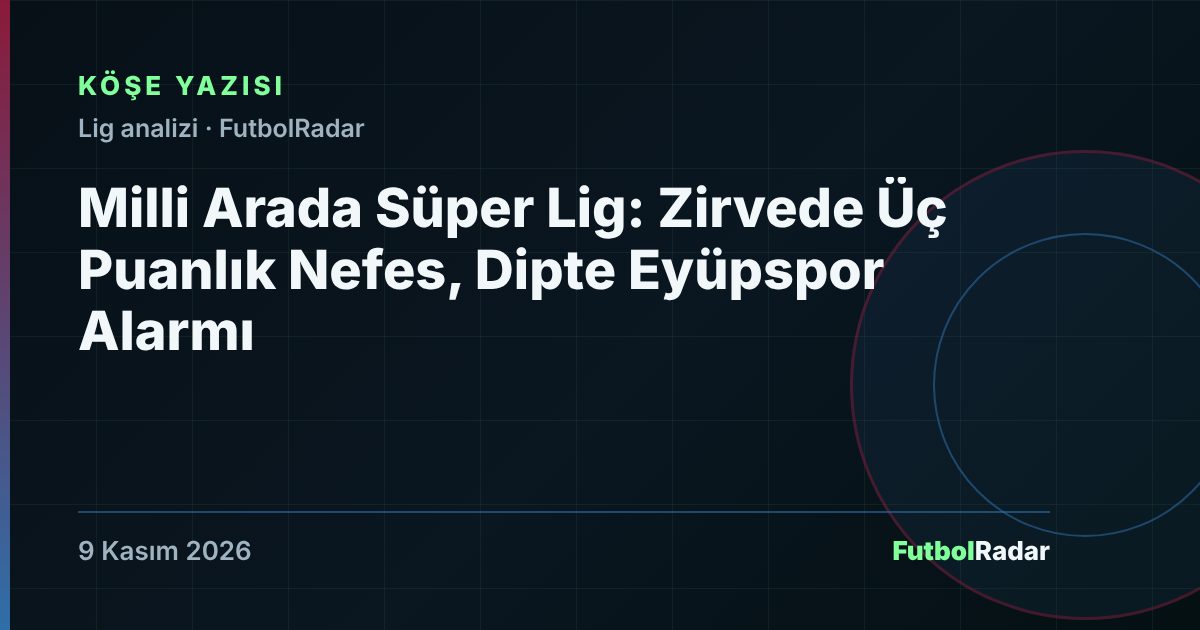 KÖŞE YAZISI
Lig analizi · FutbolRadar
Milli Arada Süper Lig: Zirvede Üç
Puanlık Nefes, Dipte Eyüpspor
Alarmı
9 Kasım 2026
FutbolRadar